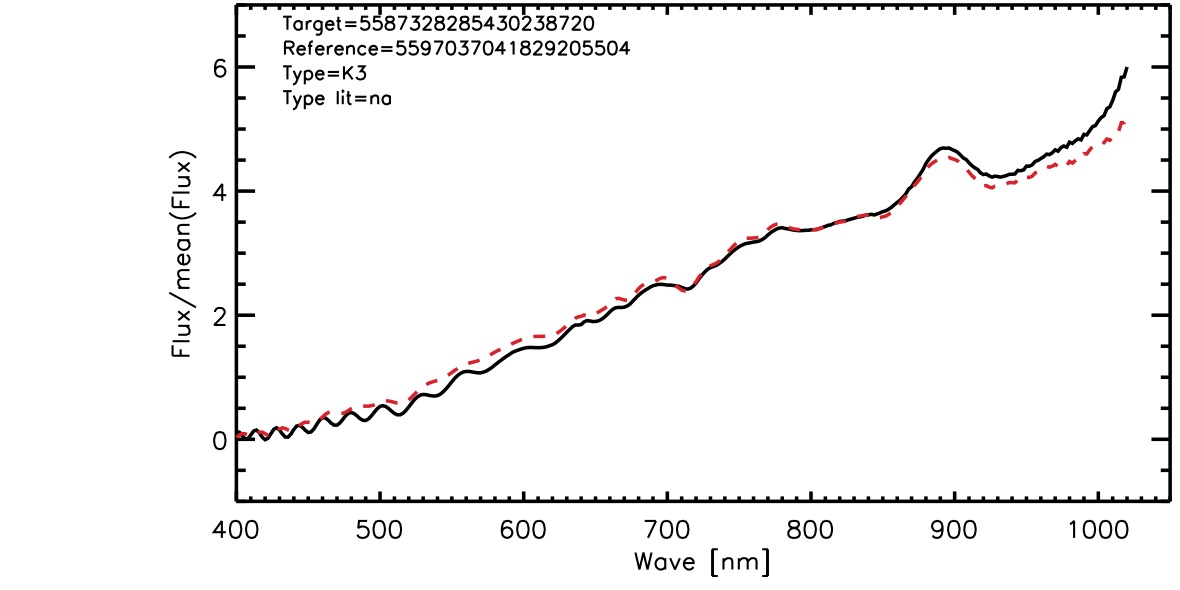 Target=5587328285430238720
Reference=5597037041829205504
Type=K3
Type lit=na
6
4
2
0
Flux/mean(Flux)
400 500 600 700 800 900 1000
Wave [nm]